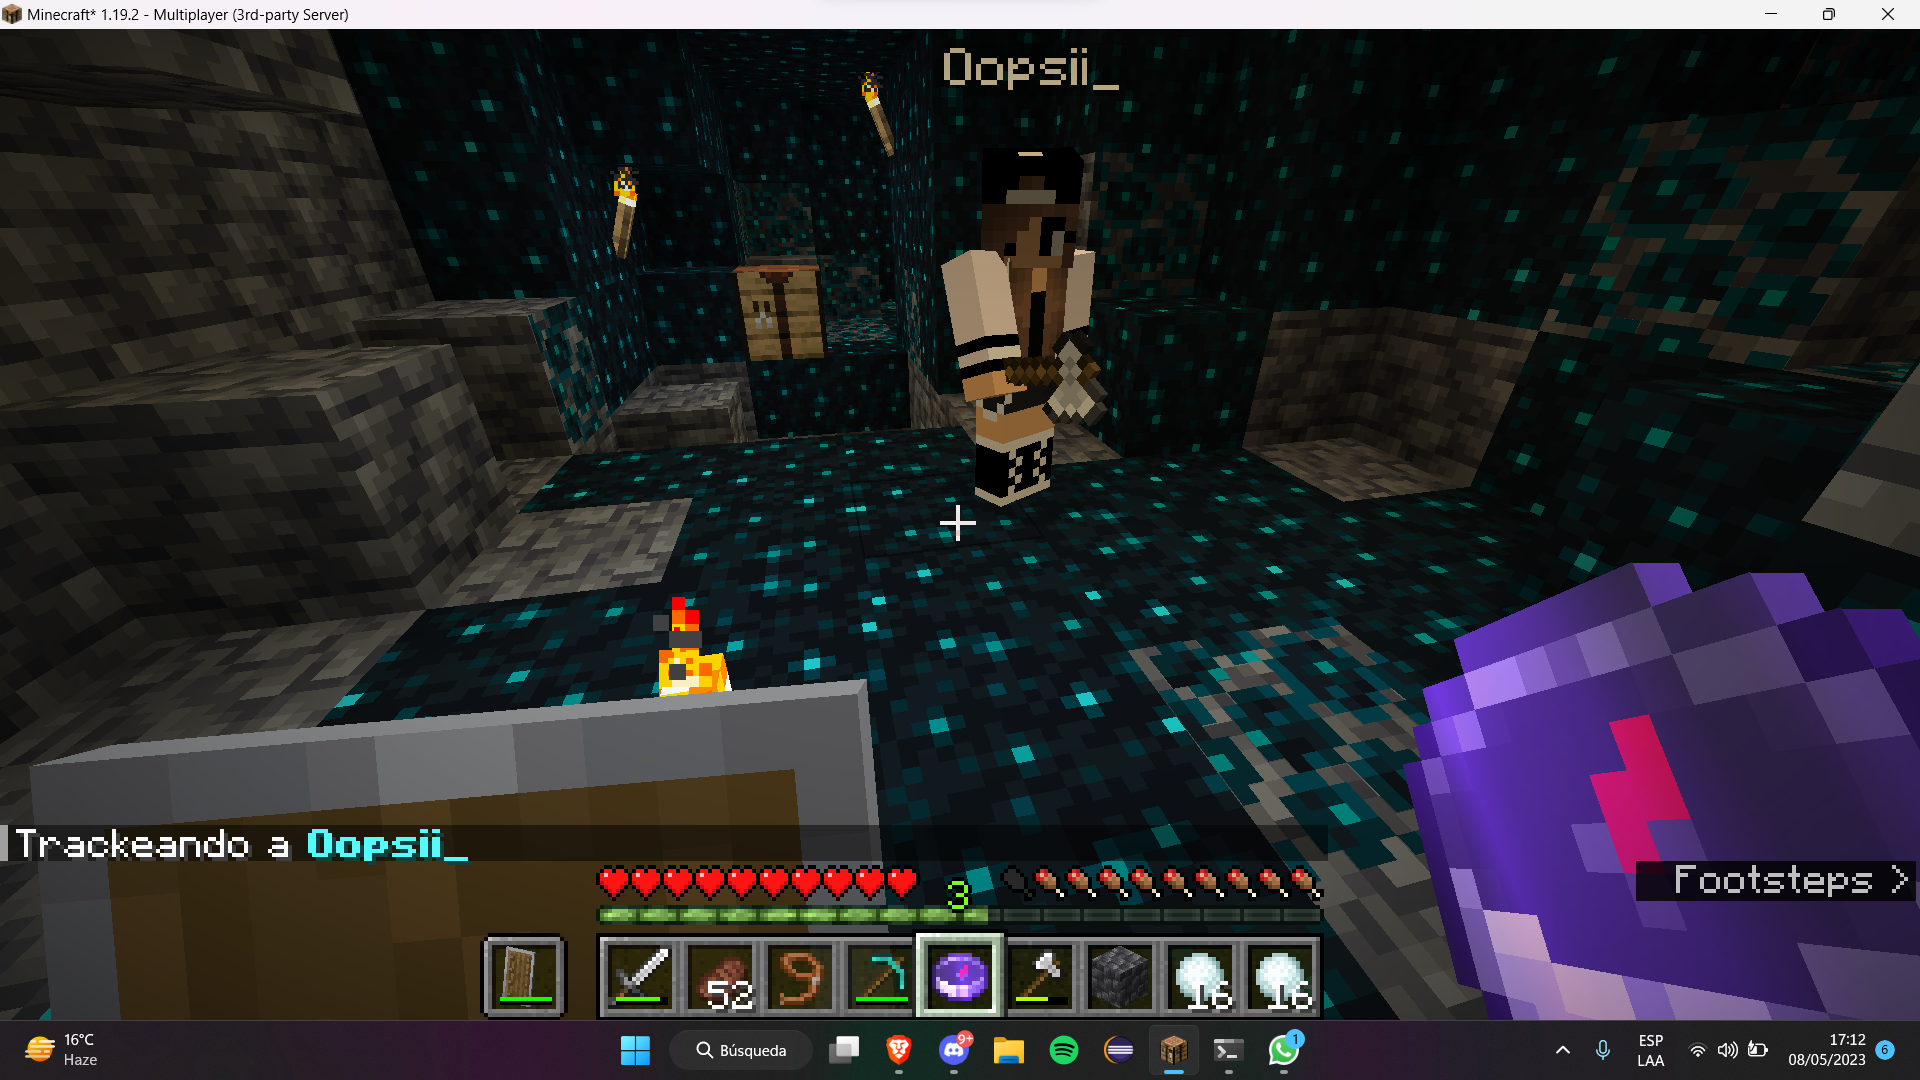 Minecraft* 1.19.2 - Multiplayer (3rd-party Server)
Oopsii_
Trackeando a Oopsii_
3
Footsteps >
52
16
16
16°C
Haze
Búsqueda
9+
1
ESP
LAA
17:12
08/05/2023
6